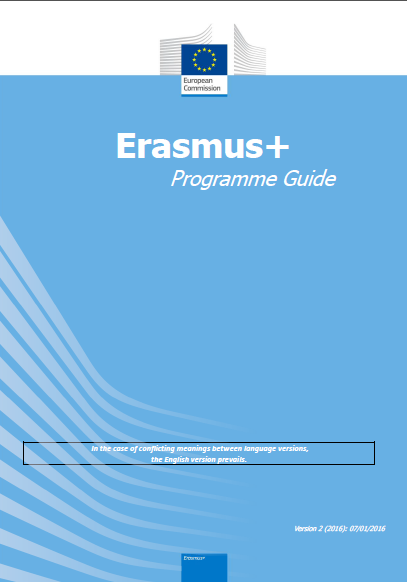 European
Commission
Erasmus+
Programme Guide
In the case of conflicting meanings between language versions,
the English version prevails.
Version 2 (2016): 07/01/2016
Erasmus+